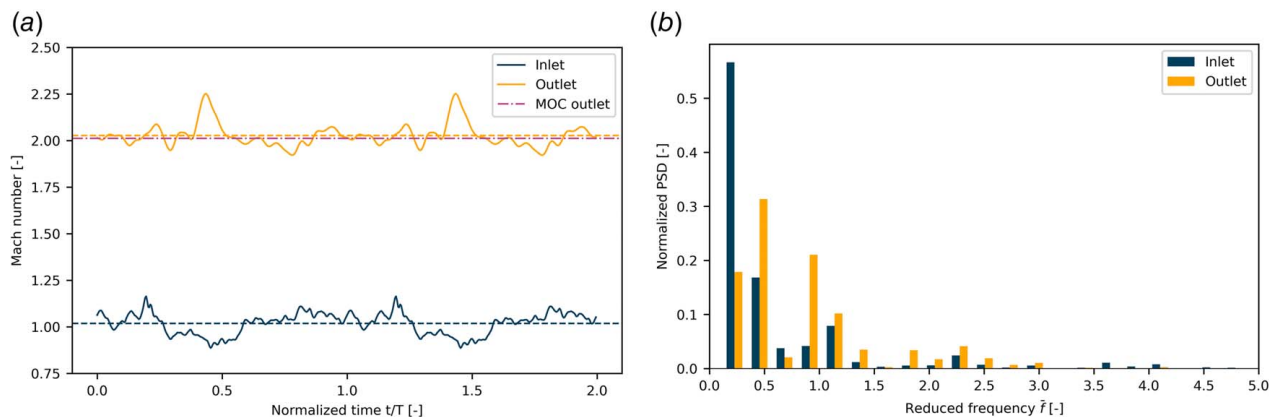 (a)
2.50
2.25
2.00
1.75
1.50
1.25
1.00
0.75
Mach number [-]
Inlet
Outlet
MOC outlet
0.0
0.5
1.0
1.5
2.0
Normalized time t/T [-]
(b)
0.5
0.4
0.3
0.2
0.1
0.0
Normalized PSD [-]
Inlet
Outlet
0.0
0.5
1.0
1.5
2.0
2.5
3.0
3.5
4.0
4.5
5.0
Reduced frequency f̄ [-]